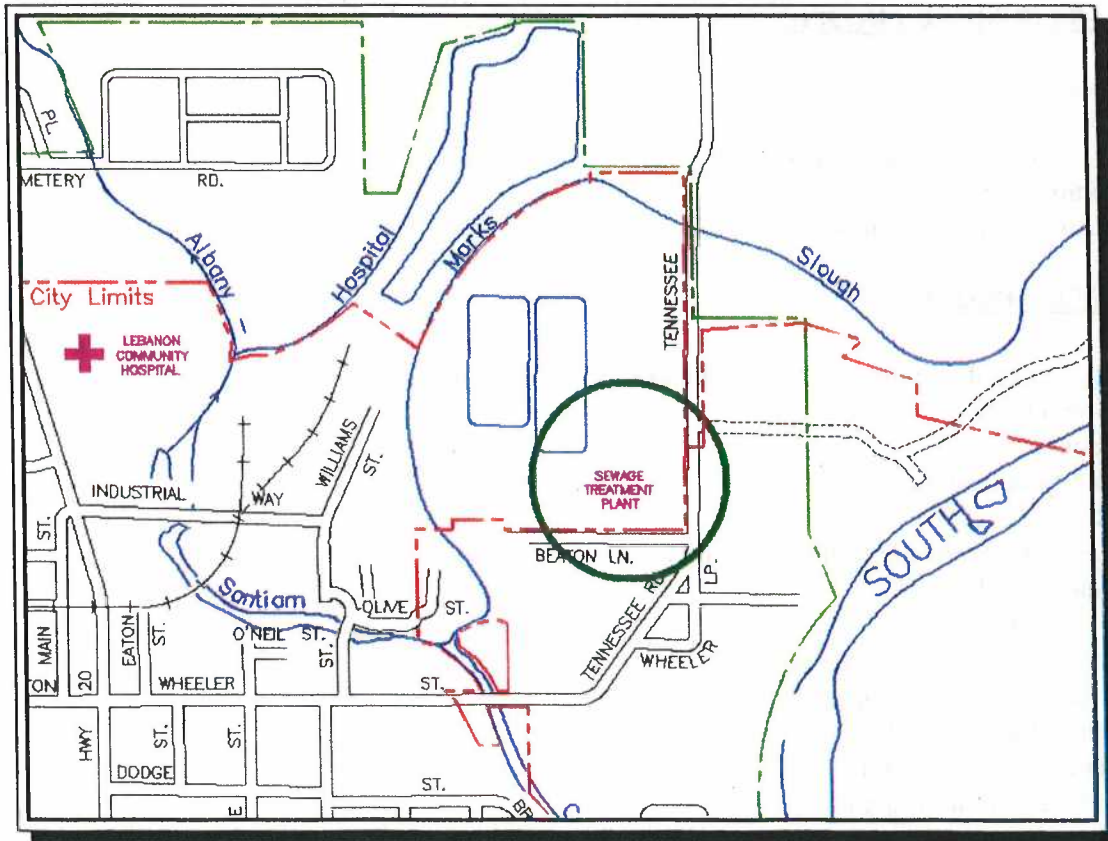 PL
METERY RD.
Albany
Hospital
Marks
Slough
TENNESSEE
City Limits
LEBANON
COMMUNITY
HOSPITAL
WILLIAMS
ST.
INDUSTRIAL WAY
SEWAGE
TREATMENT
PLANT
SOUTH
ST.
BEATON LN.
LP.
TENNESSEE RD.
Santiam
OLIVE ST.
O'NEIL ST.
ST.
WHEELER
MAIN
TON
20
HWY
EATON
ST.
WHEELER ST.
ST.
ST.
DODGE ST.
E
BR
C